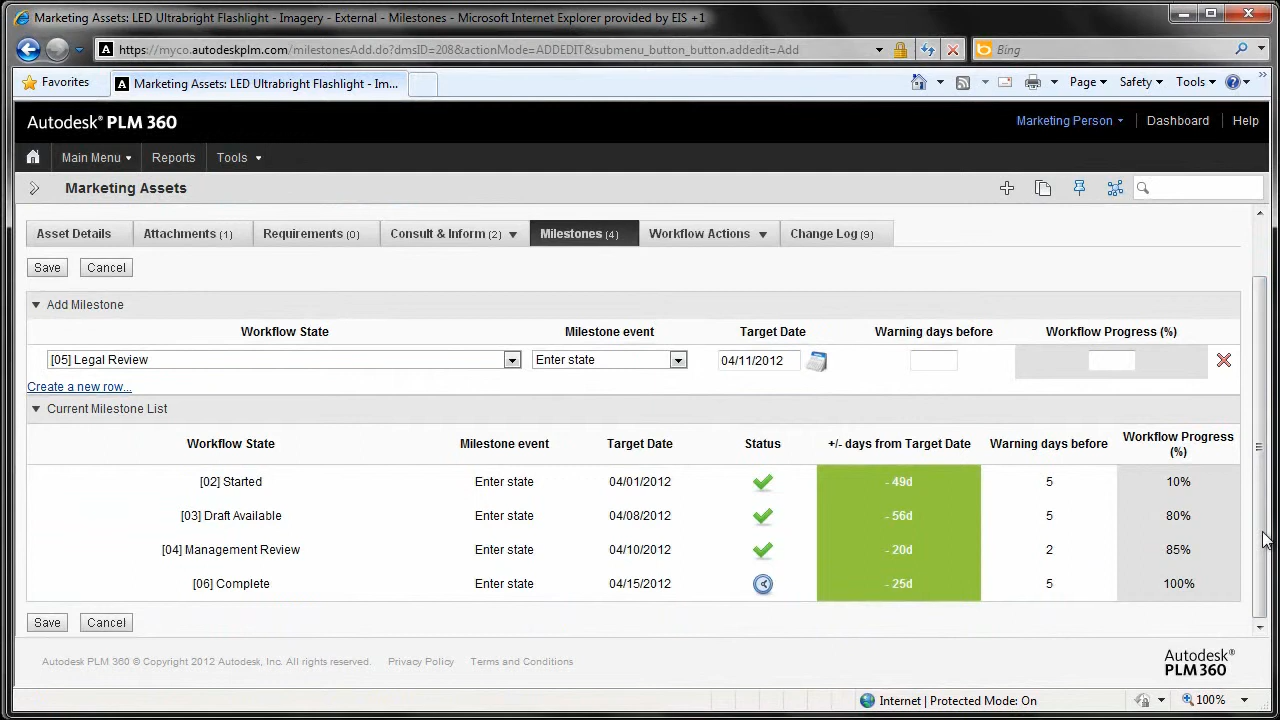 Marketing Assets: LED Ultrabright Flashlight - Imagery - External - Milestones - Microsoft Internet Explorer provided by EIS +1
https://myco.autodeskplm.com/milestonesAdd.do?dmsID=208&actionMode=ADDEDIT&submenu_button_button=addedit=Add
Bing
Favorites
A Marketing Assets: LED Ultrabright Flashlight - Im...
Page Safety Tools
Autodesk® PLM 360
Marketing Person Dashboard Help
Main Menu Reports Tools
Marketing Assets
Asset Details Attachments (1) Requirements (0) Consult & Inform (2) Milestones (4) Workflow Actions Change Log (9)
Save Cancel
Add Milestone
Workflow State Milestone event Target Date Warning days before Workflow Progress (%)
[05] Legal Review Enter state 04/11/2012
Create a new row...
Current Milestone List
Workflow State Milestone event Target Date Status +/- days from Target Date Warning days before Workflow Progress (%)
[02] Started Enter state 04/01/2012 - 49d 5 10%
[03] Draft Available Enter state 04/08/2012 - 56d 5 80%
[04] Management Review Enter state 04/10/2012 - 20d 2 85%
[06] Complete Enter state 04/15/2012 - 25d 5 100%
Save Cancel
Autodesk PLM 360 © Copyright 2012 Autodesk, Inc. All rights reserved. Privacy Policy Terms and Conditions
Autodesk®
PLM 360
Internet | Protected Mode: On 100%